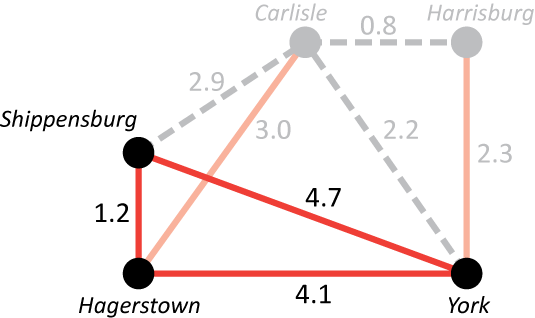 Carlisle
Harrisburg
0.8
2.9
Shippensburg
3.0
2.2
2.3
4.7
1.2
4.1
Hagerstown
York